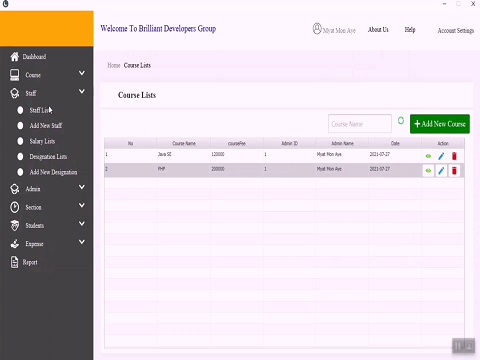 Welcome To Brilliant Developers Group
Myat Mon Aye
About Us
Help
Account Settings
Dashboard
Course
Staff
Staff Lists
Add New Staff
Salary Lists
Designation Lists
Add New Designation
Admin
Section
Students
Expense
Report
Home Course Lists
Course Lists
Course Name
+ Add New Course
No Course Name courseFee Admin ID Admin Name Date Action
1 Java SE 120000 1 Myat Mon Aye 2021-07-27
2 PHP 200000 1 Myat Mon Aye 2021-07-27